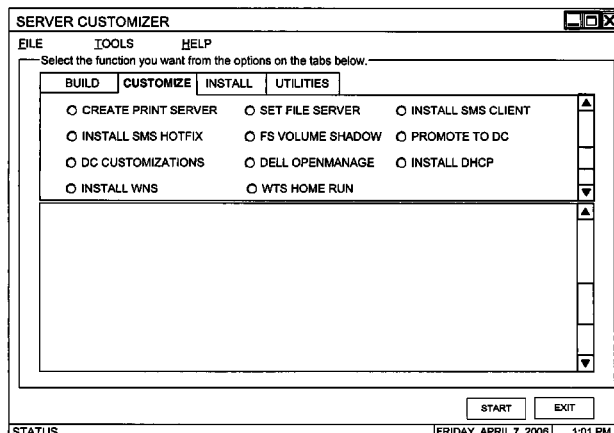 SERVER CUSTOMIZER
FILE TOOLS HELP
Select the function you want from the options on the tabs below.
BUILD CUSTOMIZE INSTALL UTILITIES
CREATE PRINT SERVER SET FILE SERVER INSTALL SMS CLIENT
INSTALL SMS HOTFIX FS VOLUME SHADOW PROMOTE TO DC
DC CUSTOMIZATIONS DELL OPENMANAGE INSTALL DHCP
INSTALL WNS WTS HOME RUN
START EXIT
STATUS FRIDAY, APRIL 7, 2006 1:01 PM